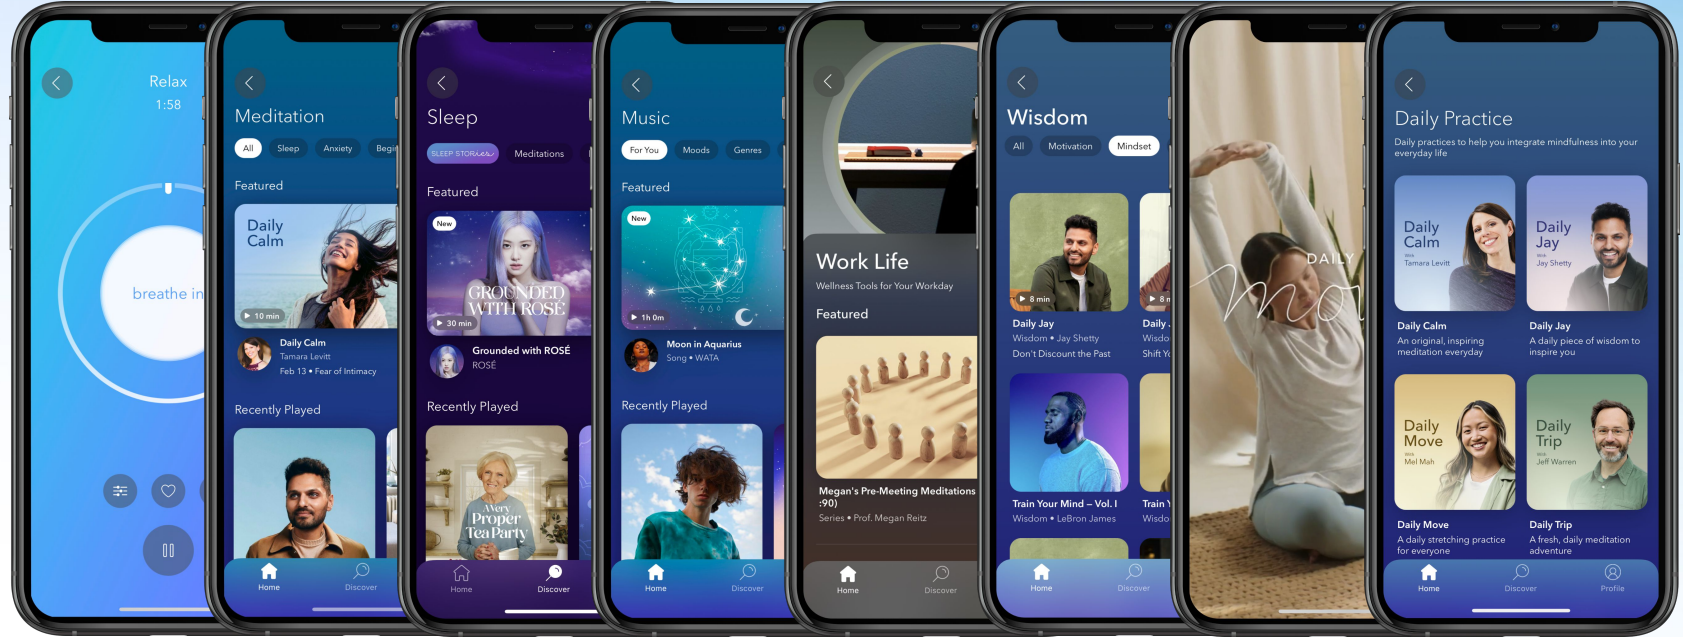 Relax
1:58
breathe in
Meditation
All
Sleep
Anxiety
Featured
Daily
Calm
10 min
Daily Calm
Tamara Levitt
Feb 13 • Fear of Intimacy
Recently Played
Home
Discover
Sleep
SLEEP STORIES
Meditations
Featured
New
GROUNDED
WITH ROSÉ
30 min
Grounded with ROSÉ
ROSÉ
Recently Played
A Very
Proper
Tea Party
Home
Discover
Music
For You
Moods
Genres
Featured
New
1h 0m
Moon in Aquarius
Song • WATA
Recently Played
Home
Discover
Work Life
Wellness Tools for Your Workday
Featured
Megan's Pre-Meeting Meditations
:90)
Series • Prof. Megan Reitz
Home
Discover
Wisdom
All
Motivation
Mindset
8 min
Daily Jay
Wisdom • Jay Shetty
Don't Discount the Past
Train Your Mind – Vol. I
Wisdom • LeBron James
8
Daily
Train
Home
Discover
DAILY
Daily Practice
Daily practices to help you integrate mindfulness into your
everyday life
Daily
Calm
With
Tamara Levitt
Daily Calm
An original, inspiring
meditation everyday
Daily
Jay
With
Jay Shetty
Daily Jay
A daily piece of wisdom to
inspire you
Daily
Move
With
Mel Mah
Daily Move
A daily stretching practice
for everyone
Daily
Trip
With
Jeff Warren
Daily Trip
A fresh, daily meditation
adventure
Home
Discover
Profile